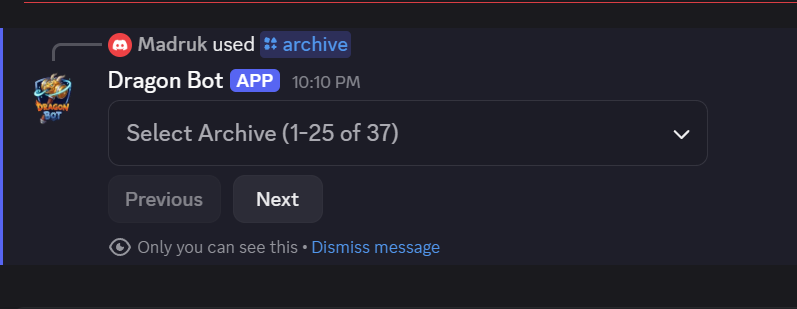 Madruk used archive
Dragon Bot APP 10:10 PM
DRAGON
BOT
Select Archive (1-25 of 37)
Previous Next
Only you can see this • Dismiss message